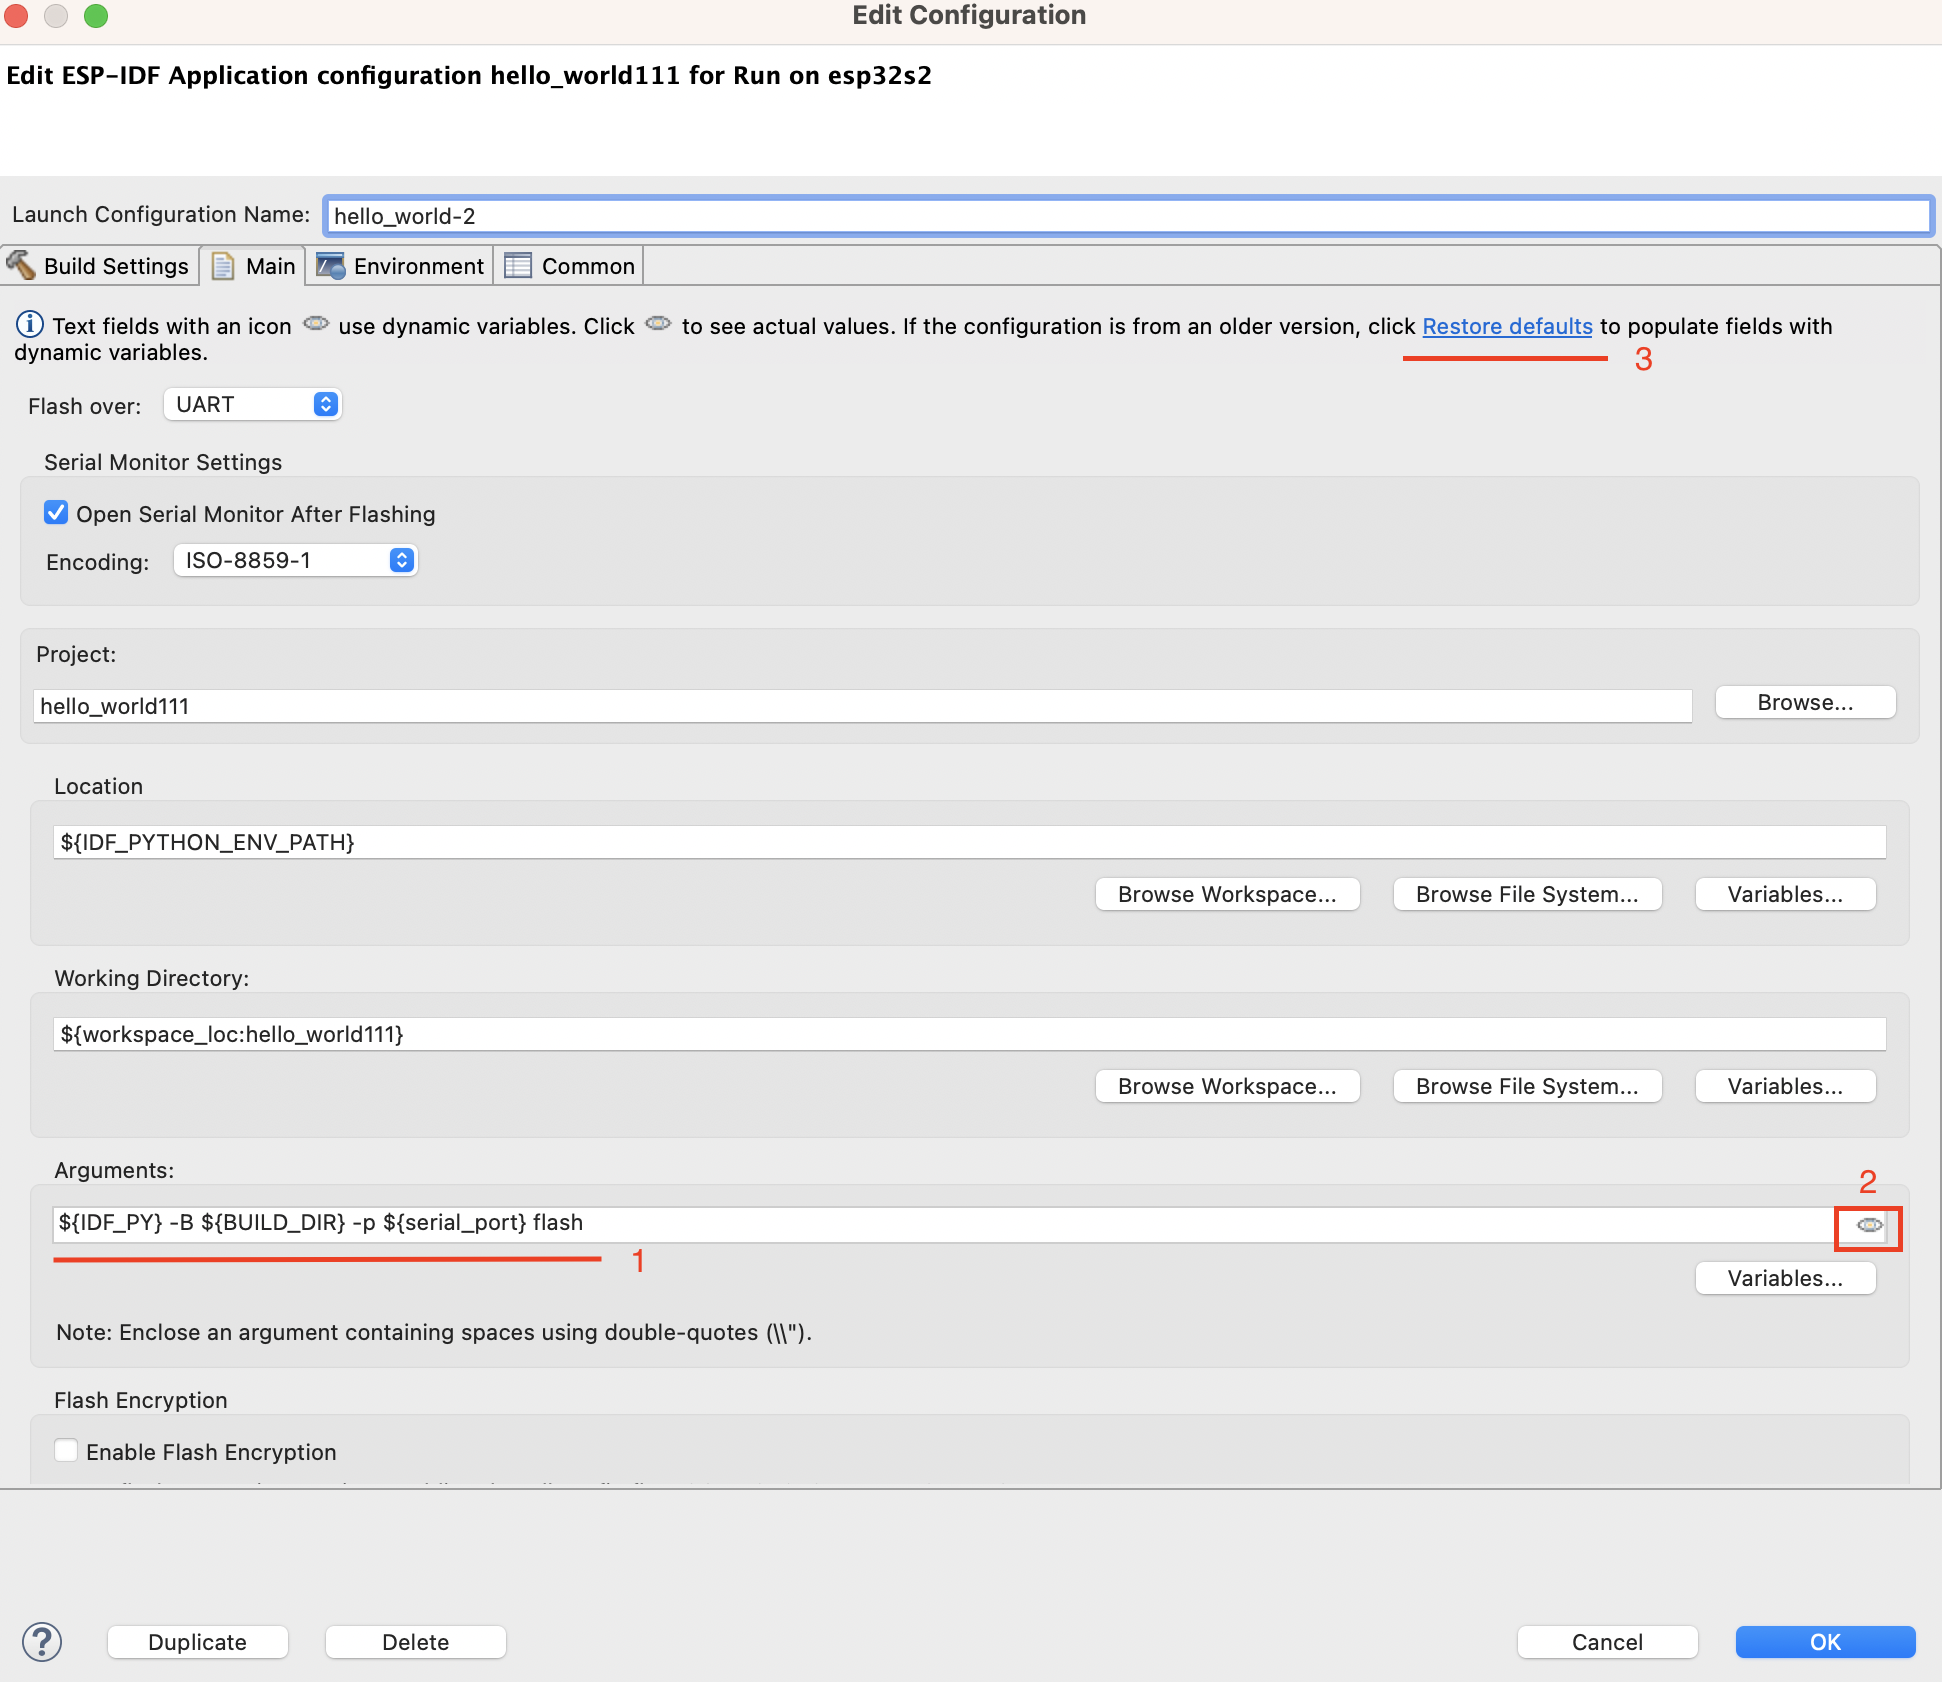 Edit Configuration
Edit ESP-IDF Application configuration hello_world111 for Run on esp32s2
Launch Configuration Name: hello_world-2
Build Settings Main Environment Common
Text fields with an icon use dynamic variables. Click to see actual values. If the configuration is from an older version, click Restore defaults to populate fields with
dynamic variables.
3
Flash over: UART
Serial Monitor Settings
Open Serial Monitor After Flashing
Encoding: ISO-8859-1
Project:
hello_world111 Browse...
Location
${IDF_PYTHON_ENV_PATH}
Browse Workspace... Browse File System... Variables...
Working Directory:
${workspace_loc:hello_world111}
Browse Workspace... Browse File System... Variables...
Arguments:
2
${IDF_PY} -B ${BUILD_DIR} -p ${serial_port} flash
1
Variables...
Note: Enclose an argument containing spaces using double-quotes (\\").
Flash Encryption
Enable Flash Encryption
? Duplicate Delete Cancel OK